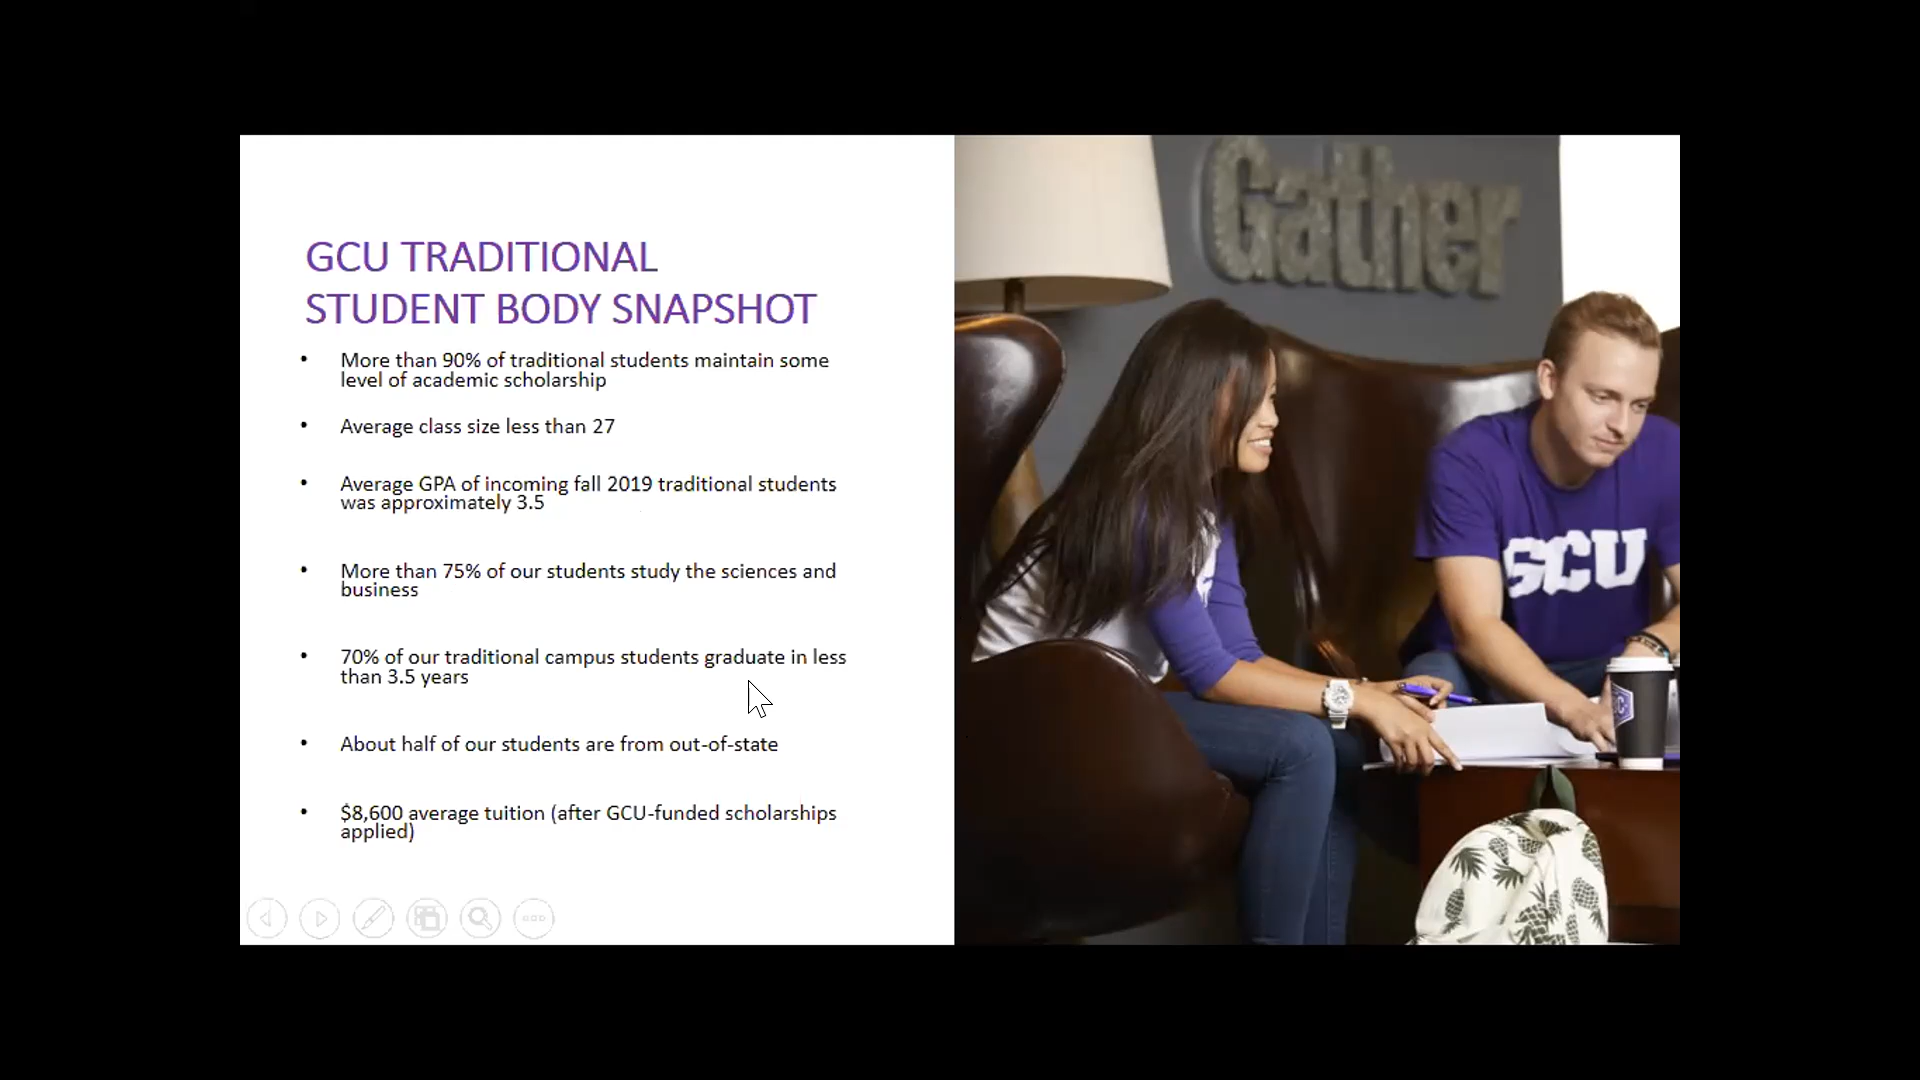 GCU TRADITIONAL
STUDENT BODY SNAPSHOT
• More than 90% of traditional students maintain some
level of academic scholarship
• Average class size less than 27
• Average GPA of incoming fall 2019 traditional students
was approximately 3.5
• More than 75% of our students study the sciences and
business
• 70% of our traditional campus students graduate in less
than 3.5 years
• About half of our students are from out-of-state
• $8,600 average tuition (after GCU-funded scholarships
applied)
Gather
GCU